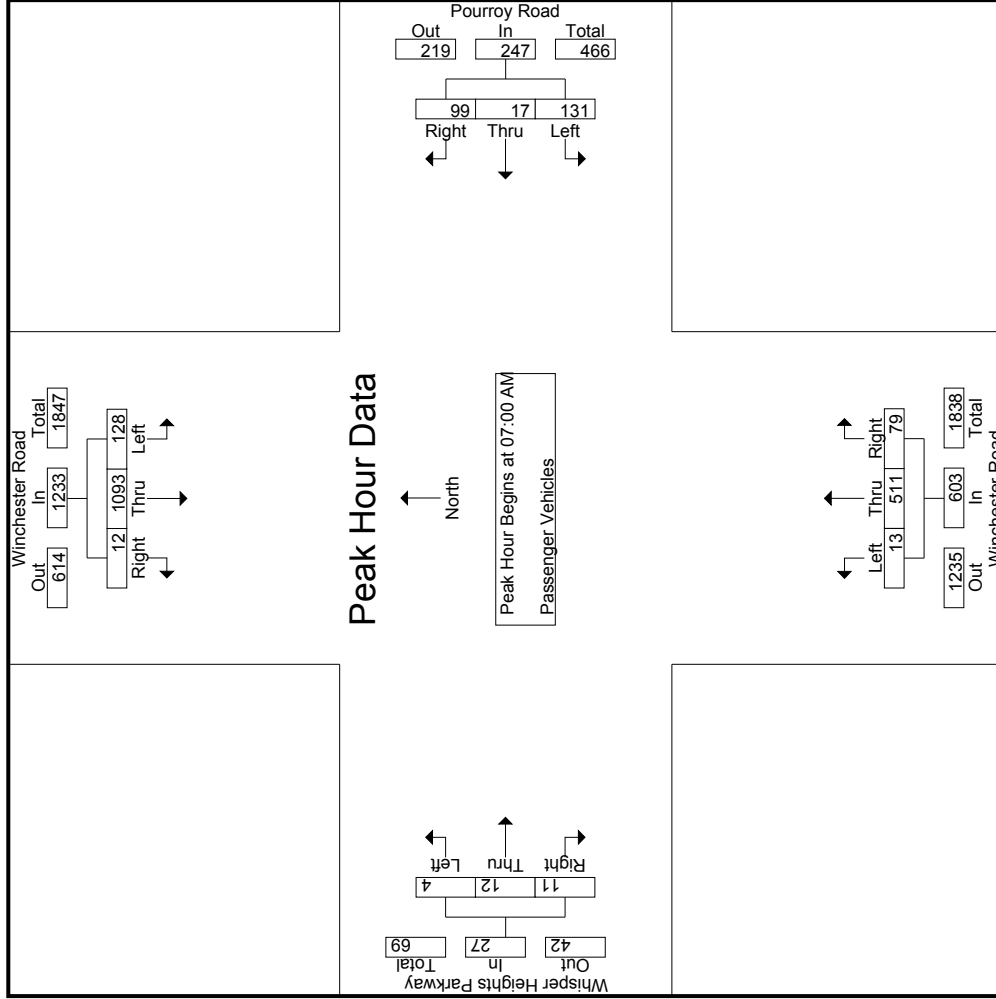 Pourroy Road
Out In Total
219 247 466
99 17 131
Right Thru Left
Winchester Road
Out In Total
614 1233 1847
12 1093 128
Right Thru Left
Peak Hour Data
North
Peak Hour Begins at 07:00 AM
Passenger Vehicles
Left Thru Right
13 511 79
1235 603 1838
Out In Total
Winchester Road
Left Thru Right
4 12 11
69 27 42
Total In Out
Whisper Heights Parkway